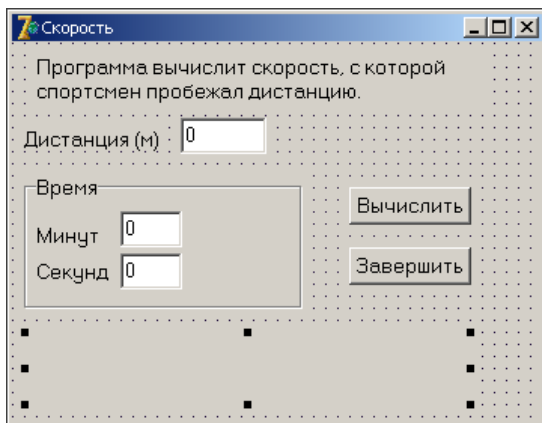 Скорость
Программа вычислит скорость, с которой
спортсмен пробежал дистанцию.
Дистанция (м) 0
Время
Минут 0
Секунд 0
Вычислить
Завершить